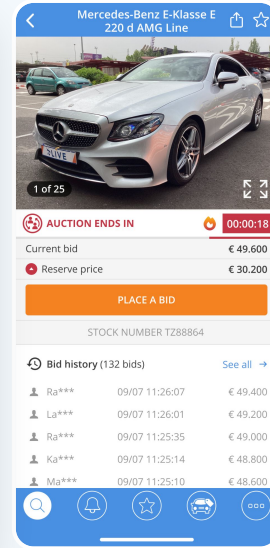 Mercedes-Benz E-Klasse E
220 d AMG Line
5LIVE
1 of 25
AUCTION ENDS IN 00:00:18
Current bid € 49.600
Reserve price € 30.200
PLACE A BID
STOCK NUMBER TZ88864
Bid history (132 bids) See all →
Ra*** 09/07 11:26:07 € 49.400
La*** 09/07 11:26:01 € 49.200
Ra*** 09/07 11:25:35 € 49.000
Ka*** 09/07 11:25:14 € 48.800
Ma*** 09/07 11:25:10 € 48.600